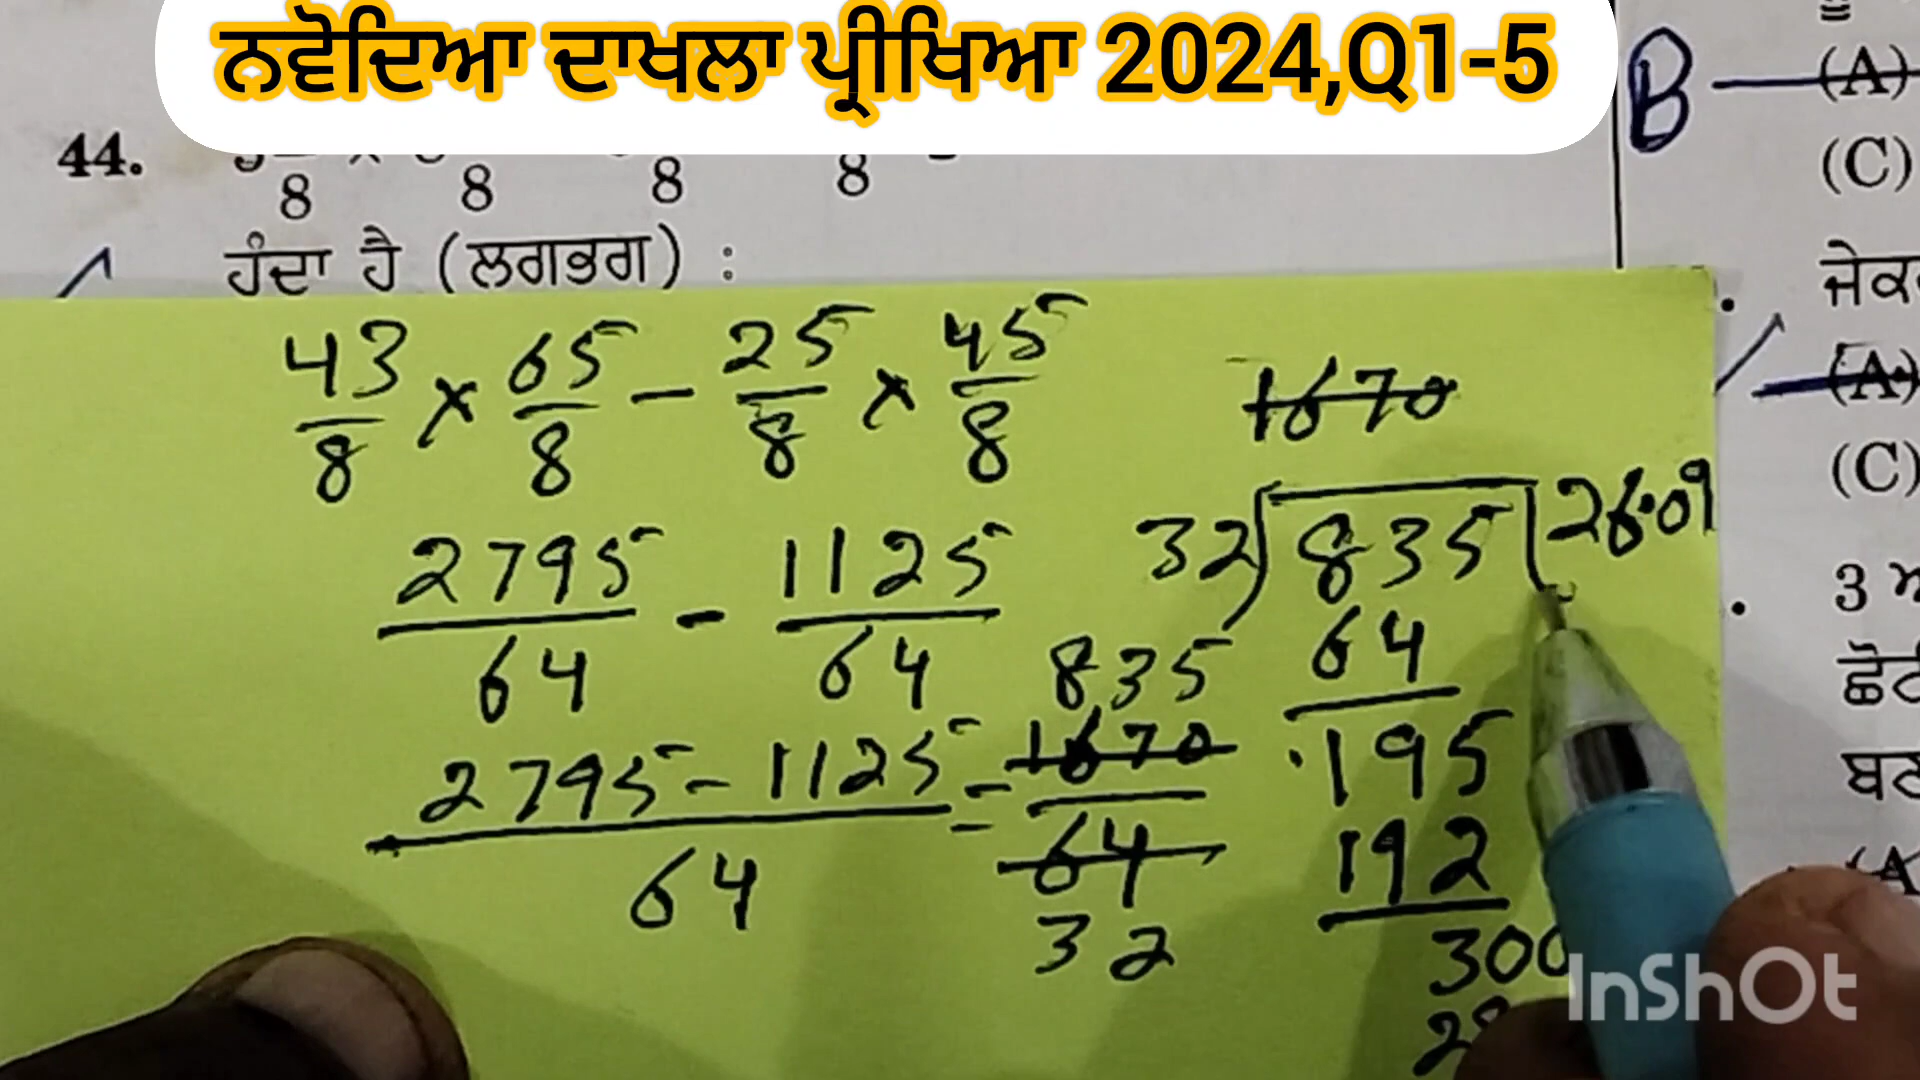 ਨਵੋਦਿਆ ਦਾਖਲਾ ਪ੍ਰੀਖਿਆ 2024,Q1-5
44.
8 8 8 8
ਹੰਦਾ ਹੈ (ਲਗਭਗ) :
43/8 × 65/8 - 25/8 × 45/8
2795/64 - 1125/64
2795-1125/64 = 1670/64
835
32
1670
32)835(26.09
64
195
192
300
B
(A)
(C)
(A)
(C)
3
InShOt